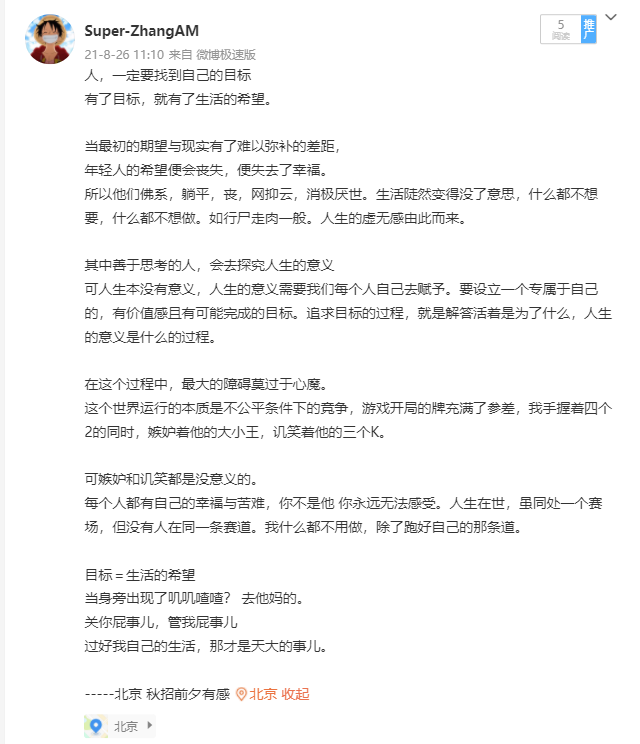 Super-ZhangAM
5
阅读
推广
21-8-26 11:10 来自 微博极速版
人，一定要找到自己的目标
有了目标，就有了生活的希望。
当最初的期望与现实有了难以弥补的差距，
年轻人的希望便会丧失，便失去了幸福。
所以他们佛系，躺平，丧，网抑云，消极厌世。生活陡然变得没了意思，什么都不想
要，什么都不想做。如行尸走肉一般。人生的虚无感由此而来。
其中善于思考的人，会去探究人生的意义
可人生本没有意义，人生的意义需要我们每个人自己去赋予。要设立一个专属于自己
的，有价值感且有可能完成的目标。追求目标的过程，就是解答活着是为了什么，人生
的意义是什么的过程。
在这个过程中，最大的障碍莫过于心魔。
这个世界运行的本质是不公平条件下的竞争，游戏开局的牌充满了参差，我手握着四个
2的同时，嫉妒着他的大小王，讥笑着他的三个K。
可嫉妒和讥笑都是没意义的。
每个人都有自己的幸福与苦难，你不是他 你永远无法感受。人生在世，虽同处一个赛
场，但没有人在同一条赛道。我什么都不用做，除了跑好自己的那条道。
目标＝生活的希望
当身旁出现了叽叽喳喳？ 去他妈的。
关你屁事儿，管我屁事儿
过好我自己的生活，那才是天大的事儿。
-----北京 秋招前夕有感 北京 收起
北京